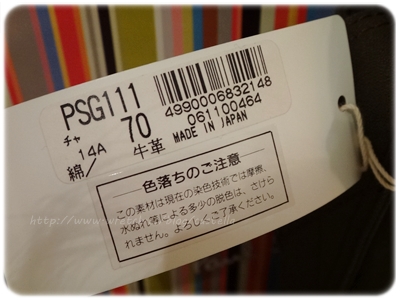 PSG111
チャ
14A 70
綿/ 牛革
4990006832148
061100464
MADE IN JAPAN
色落ちのご注意
この素材は現在の染色技術では摩擦、
水ぬれ等による多少の脱色は、さけら
れません。よろしくご了承ください。